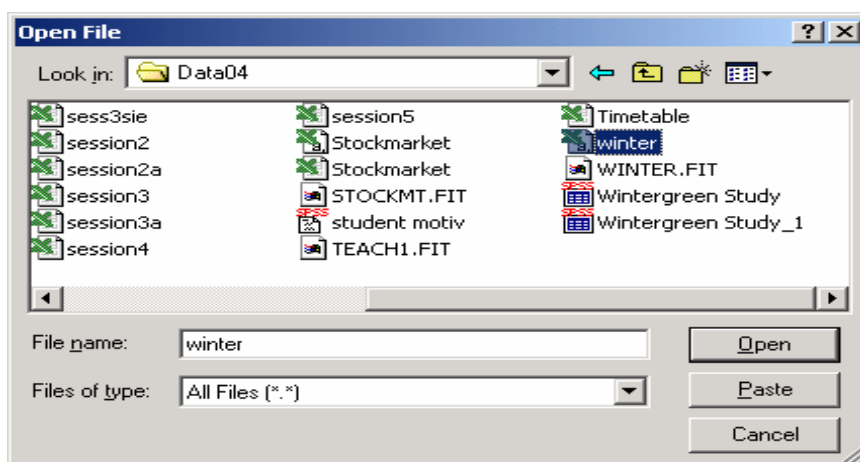 Open File
Look in: Data04
sess3sie session5 Timetable
session2 Stockmarket winter
session2a Stockmarket WINTER.FIT
session3 STOCKMT.FIT Wintergreen Study
session3a student motiv Wintergreen Study_1
session4 TEACH1.FIT
File name: winter Open
Files of type: All Files (*.*) Paste
Cancel